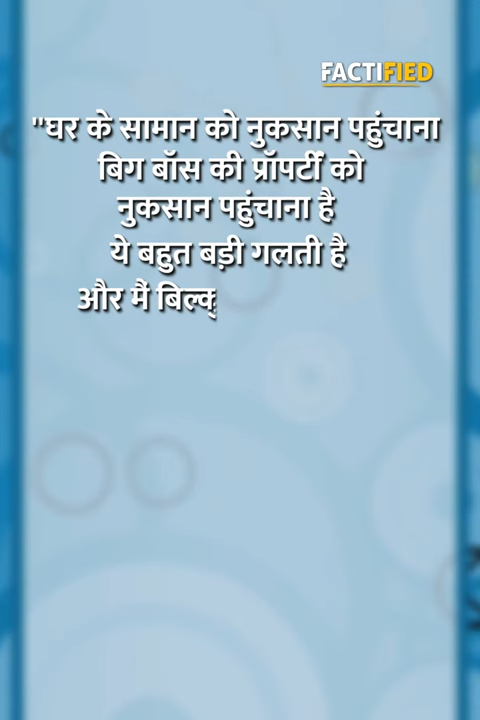 FACTIFIED
"घर के सामान को नुकसान पहुंचाना
बिग बॉस की प्रॉपर्टी को
नुकसान पहुंचाना है
ये बहुत बड़ी गलती है
और मैं